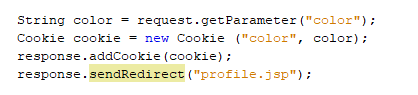 String color = request.getParameter("color");
Cookie cookie = new Cookie ("color", color);
response.addCookie(cookie);
response.sendRedirect("profile.jsp");